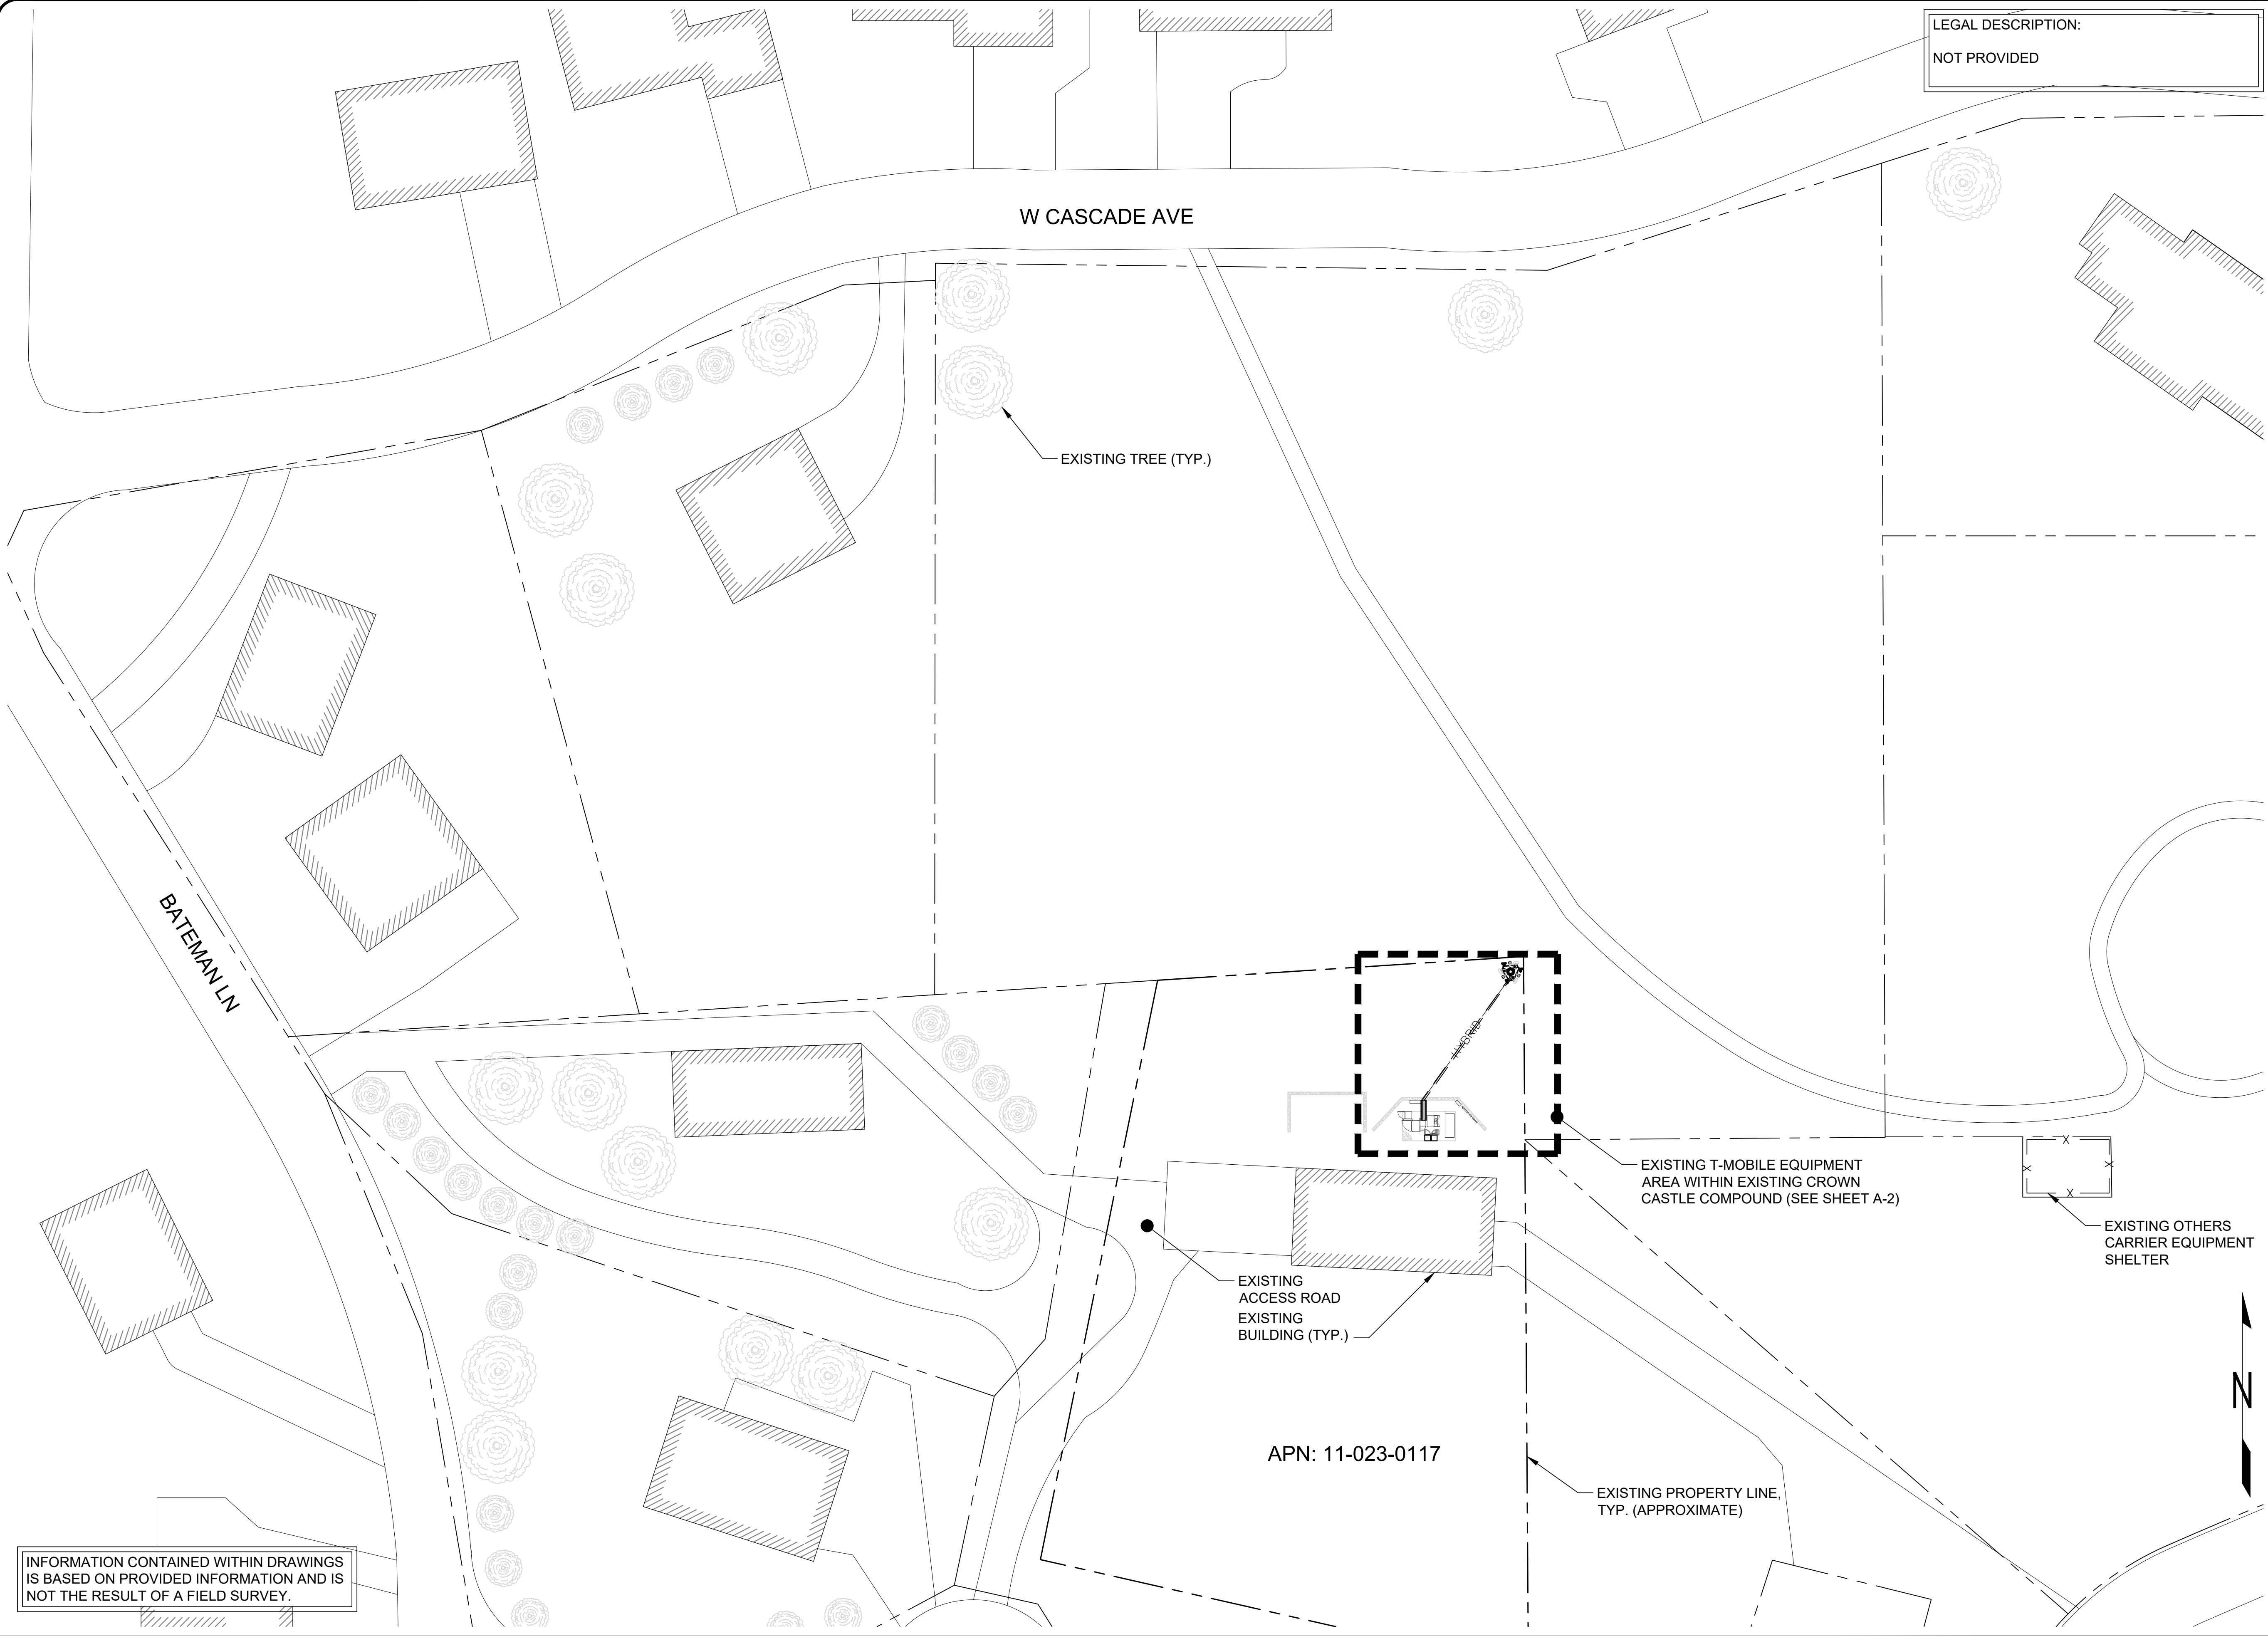 LEGAL DESCRIPTION:
NOT PROVIDED
W CASCADE AVE
EXISTING TREE (TYP.)
BATEMAN LN
HYBRID
EXISTING T-MOBILE EQUIPMENT
AREA WITHIN EXISTING CROWN
CASTLE COMPOUND (SEE SHEET A-2)
EXISTING OTHERS
CARRIER EQUIPMENT
SHELTER
EXISTING
ACCESS ROAD
EXISTING
BUILDING (TYP.)
N
APN: 11-023-0117
EXISTING PROPERTY LINE,
TYP. (APPROXIMATE)
INFORMATION CONTAINED WITHIN DRAWINGS
IS BASED ON PROVIDED INFORMATION AND IS
NOT THE RESULT OF A FIELD SURVEY.